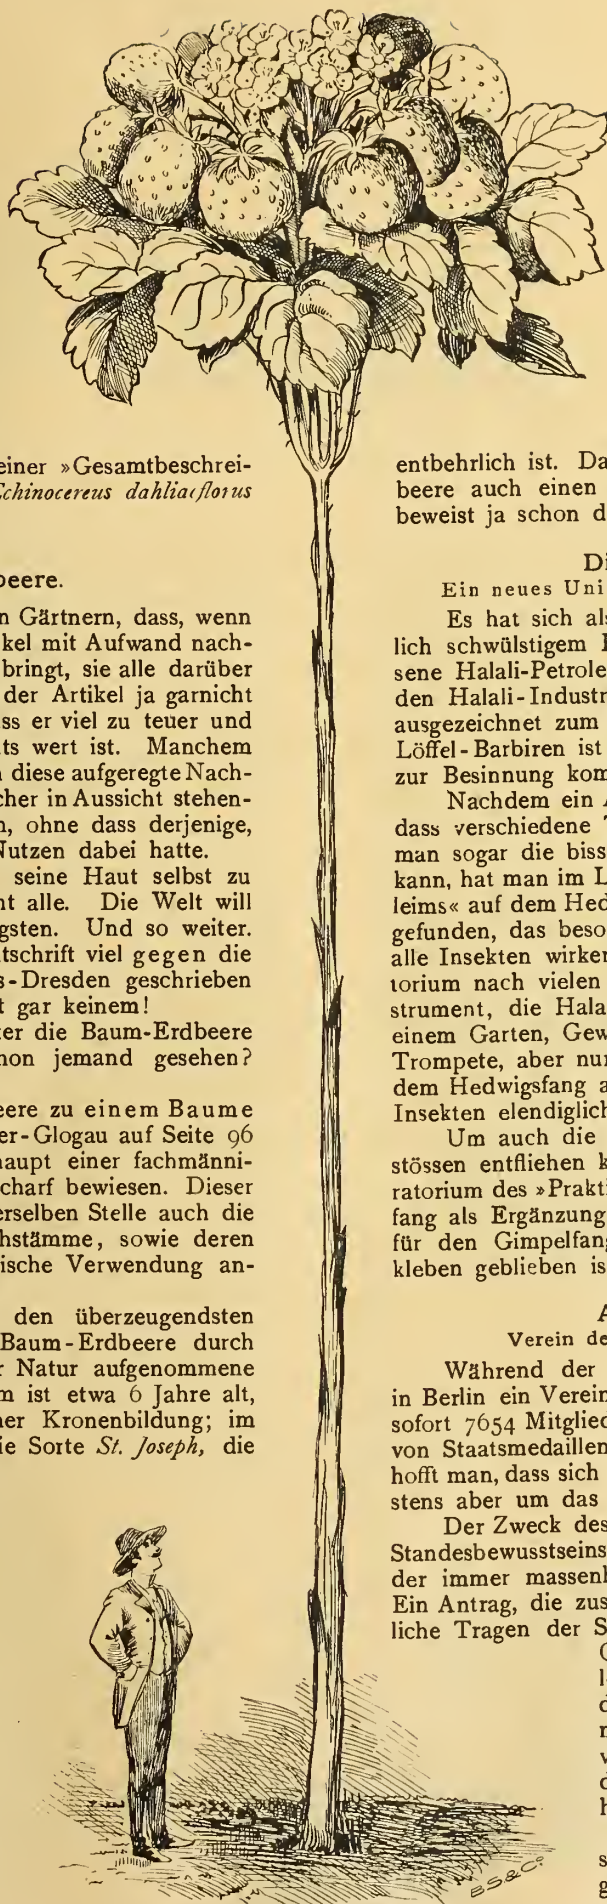 einer »Gesamtbeschrei-
Echinocereus dahliaeflorus
beere.
n Gärtnern, dass, wenn
kel mit Aufwand nach-
bringt, sie alle darüber
der Artikel ja garnicht
ss er viel zu teuer und
ts wert ist. Manchem
n diese aufgeregte Nach-
cher in Aussicht stehen-
n, ohne dass derjenige,
Nutzen dabei hatte.
seine Haut selbst zu
nt alle. Die Welt will
ngsten. Und so weiter.
tschrift viel gegen die
s-Dresden geschrieben
t gar keinem!
ter die Baum-Erdbeere
hon jemand gesehen?
eere zu einem Baume
er-Glogau auf Seite 96
haupt einer fachmänni-
charf bewiesen. Dieser
erselben Stelle auch die
chstämme, sowie deren
ische Verwendung an-
den überzeugendsten
Baum-Erdbeere durch
r Natur aufgenommene
m ist etwa 6 Jahre alt,
ner Kronenbildung; im
ie Sorte St. Joseph, die
entbehrlich ist. Da
beere auch einen
beweist ja schon d
Di
Ein neues Uni
Es hat sich als
lich schwülstigem
sene Halali-Petrole
den Halali-Industr
ausgezeichnet zum
Löffel-Barbiren ist
zur Besinnung kom
Nachdem ein A
dass verschiedene
man sogar die biss
kann, hat man im L
leims« auf dem Hed
gefunden, das beso
alle Insekten wirken
torium nach vielen
strument, die Hala
einem Garten, Gew
Trompete, aber nur
dem Hedwigsfang a
Insekten elendiglich
Um auch die
stössen entfliehen k
ratorium des »Prakti
fang als Ergänzung
für den Gimpelfang
kleben geblieben is
A
Verein de
Während der
in Berlin ein Verein
sofort 7654 Mitglied
von Staatsmedaillen
hofft man, dass sich
stens aber um das
Der Zweck des
Standesbewusstseins
der immer massenh
Ein Antrag, die zus
liche Tragen der S
B.S&C°